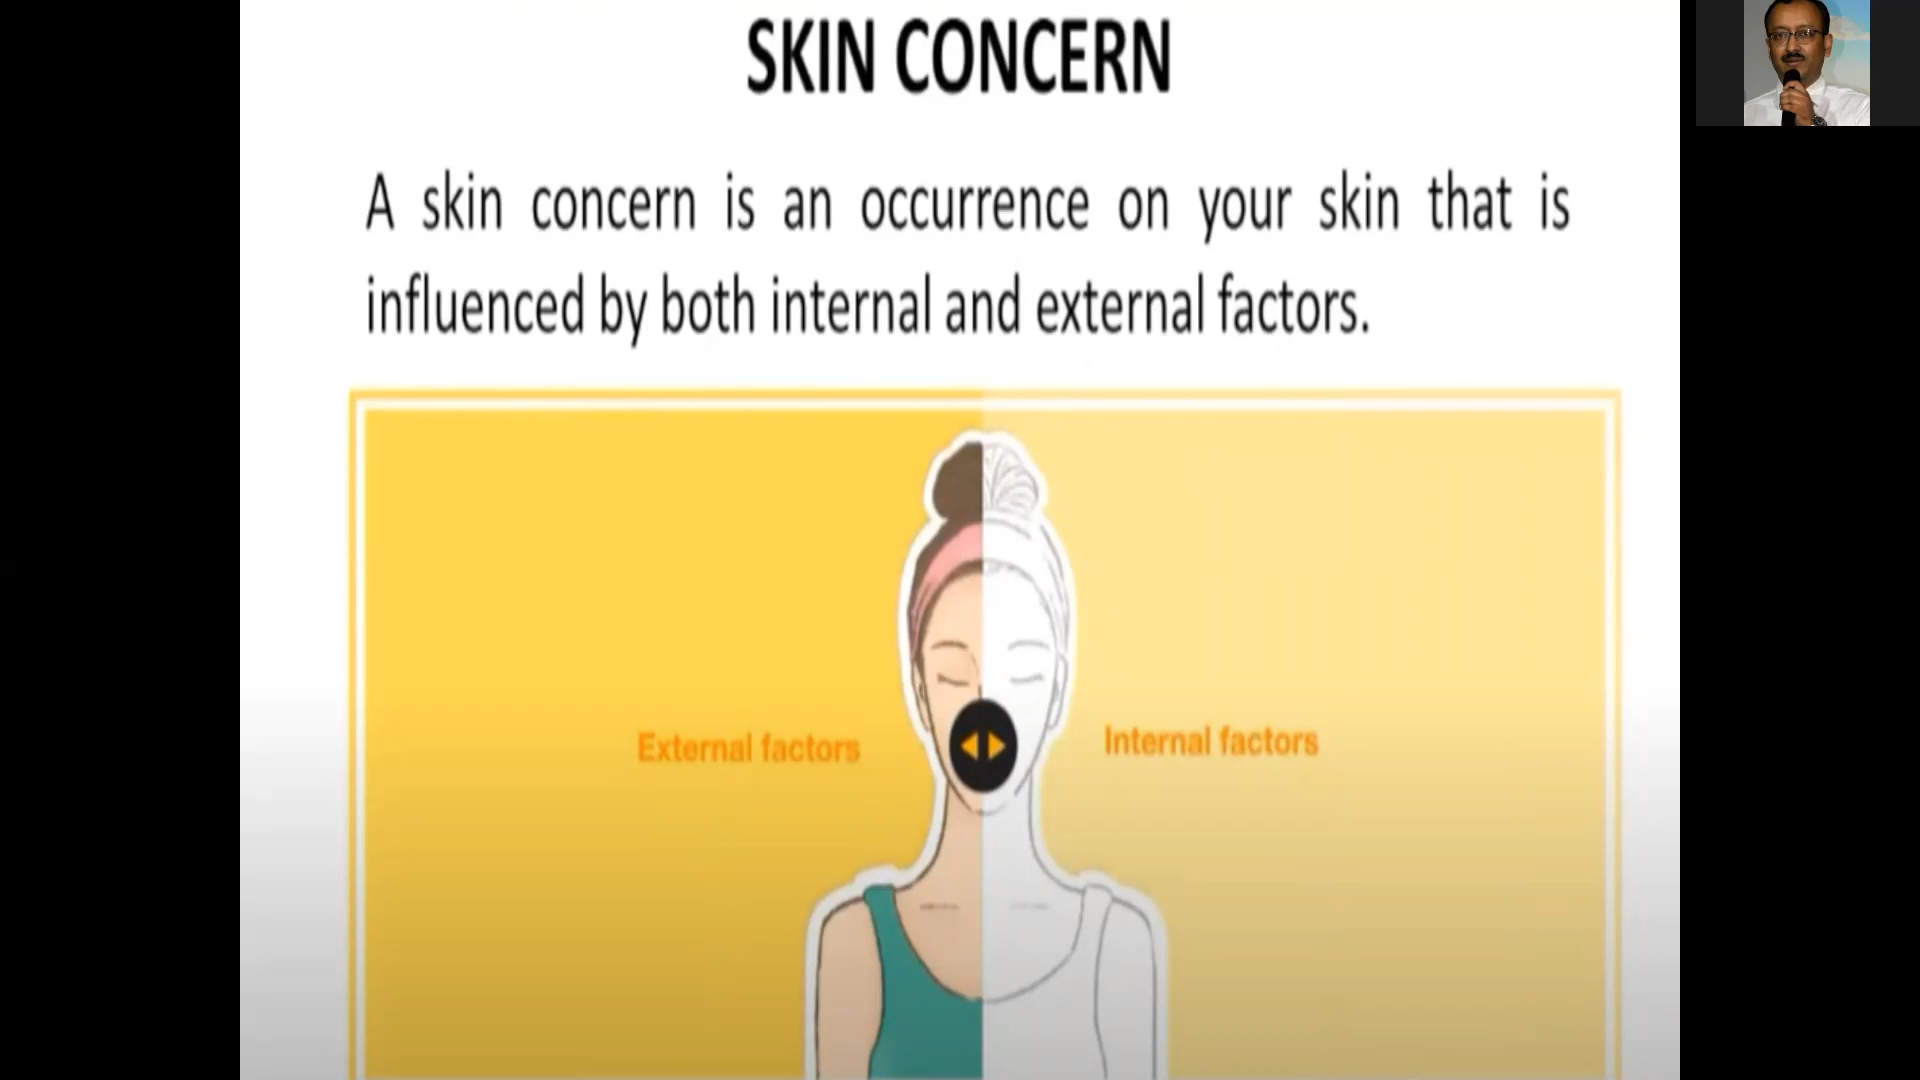 SKIN CONCERN
A skin concern is an occurrence on your skin that is
influenced by both internal and external factors.
External factors
Internal factors